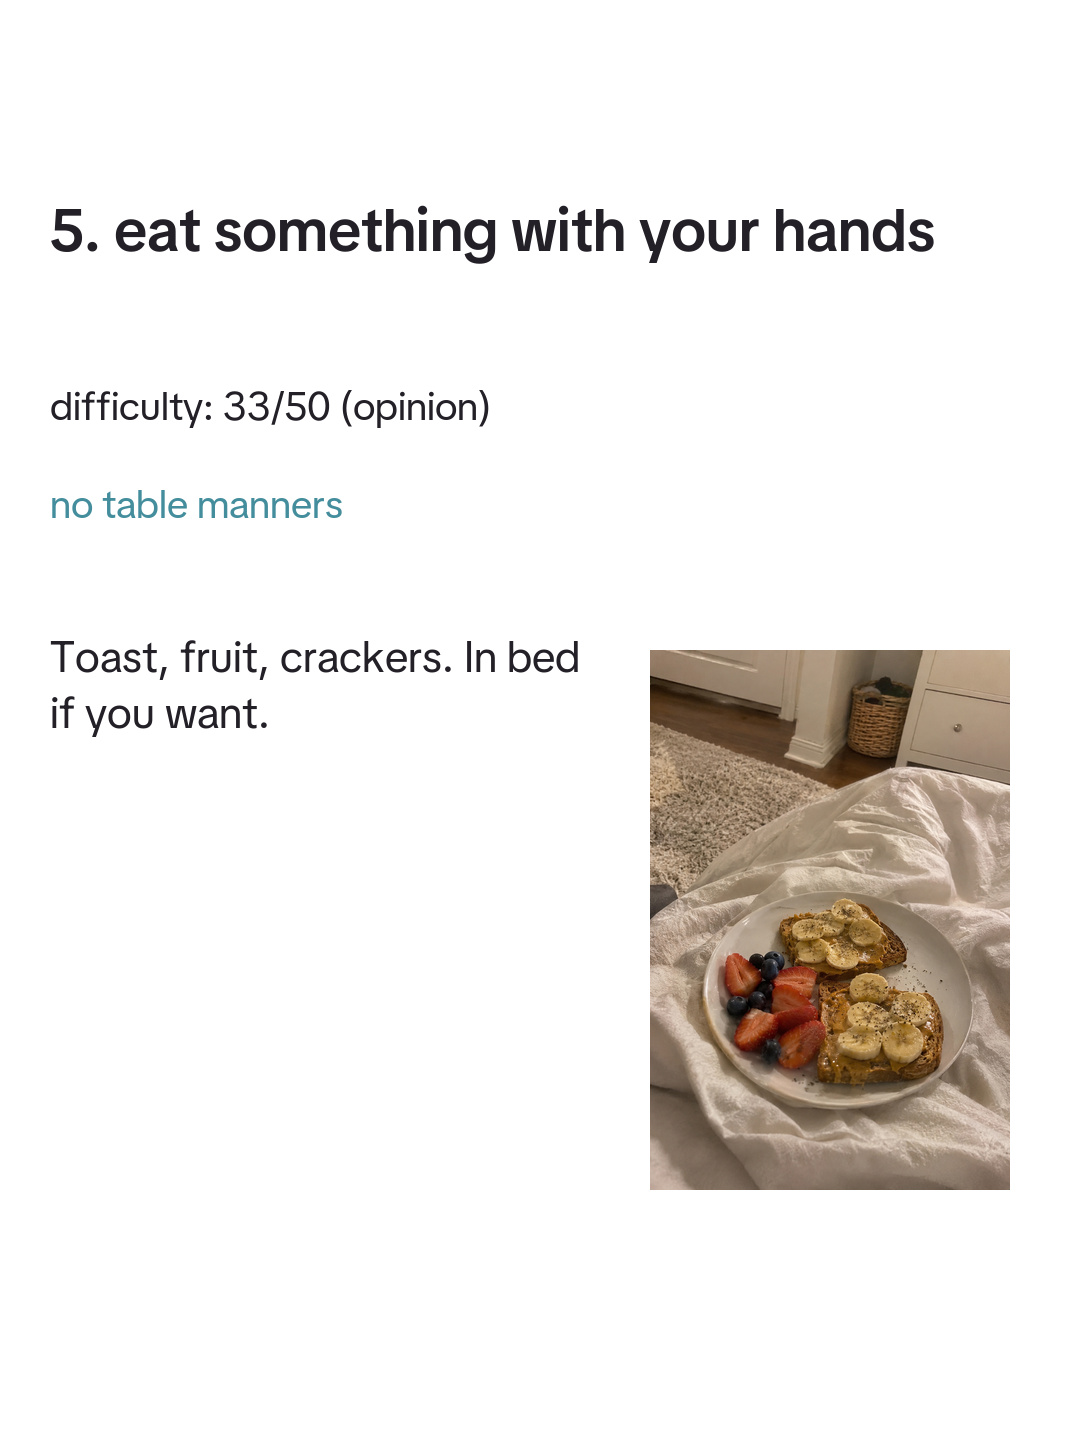 5. eat something with your hands
difficulty: 33/50 (opinion)
no table manners
Toast, fruit, crackers. In bed
if you want.